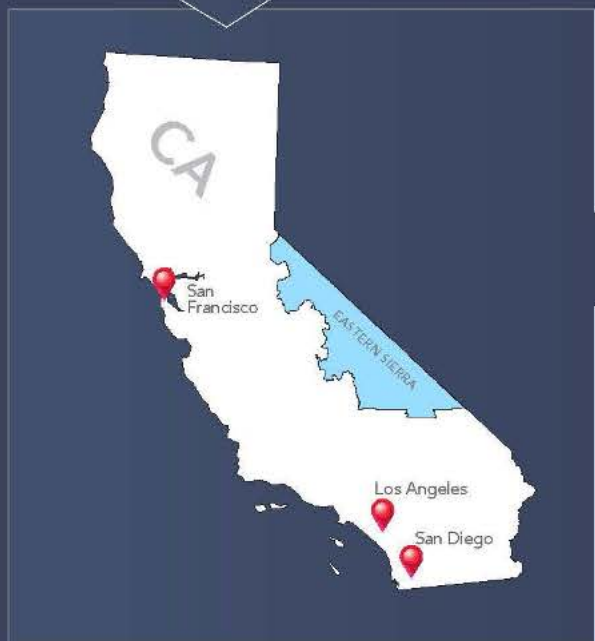 CA
San
Francisco
EASTERN SIERRA
Los Angeles
San Diego